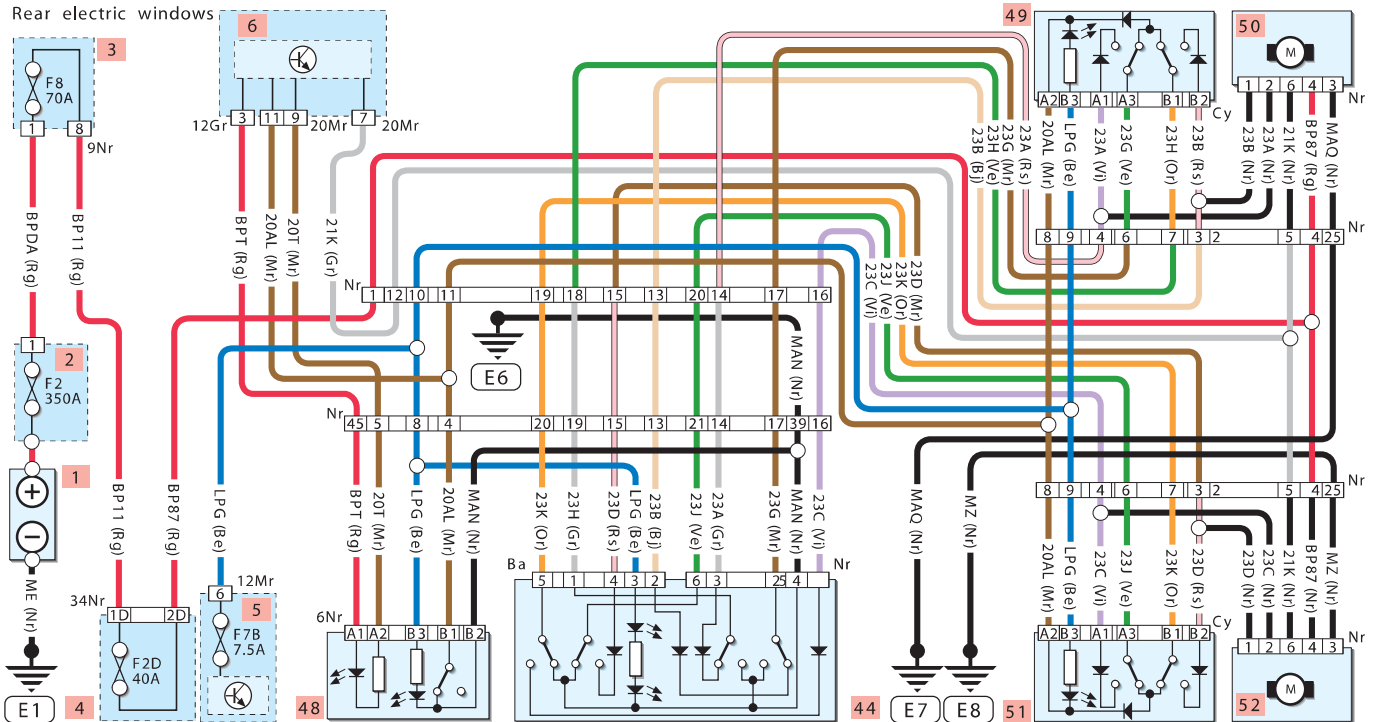 Rear electric windows
3
F8
70A
1
8
9Nr
6
3
11
9
7
12Gr
20Mr
20Mr
49
A2
B3
A1
A3
B1
B2
Cy
50
M
1
2
6
4
3
Nr
BPDA (Rg)
BP11 (Rg)
BPT (Rg)
20AL (Mr)
20T (Mr)
21K (Gr)
23B (Bj)
23H (Ve)
23G (Mr)
23A (Rs)
20AL (Mr)
LPG (Be)
23A (Vi)
23G (Ve)
23H (Or)
23B (Rs)
23B (Nr)
23A (Nr)
21K (Nr)
BP87 (Rg)
MAQ (Nr)
8
9
4
6
7
3
2
5
4
25
Nr
23C (Vi)
23J (Ve)
23K (Or)
23D (Mr)
Nr
1
12
10
11
19
18
15
13
20
14
17
16
1
2
F2
350A
E6
MAN (Nr)
Nr
45
5
8
4
20
19
15
13
21
14
17
39
16
1
+
−
BP11 (Rg)
BP87 (Rg)
LPG (Be)
BPT (Rg)
20T (Mr)
LPG (Be)
20AL (Mr)
MAN (Nr)
23K (Or)
23H (Gr)
23D (Rs)
LPG (Be)
23B (Bj)
23J (Ve)
23A (Gr)
23G (Mr)
MAN (Nr)
23C (Vi)
MAQ (Nr)
MZ (Nr)
8
9
4
6
7
3
2
5
4
25
Nr
20AL (Mr)
LPG (Be)
23C (Vi)
23J (Ve)
23K (Or)
23D (Rs)
23D (Nr)
23C (Nr)
21K (Nr)
BP87 (Nr)
MZ (Nr)
ME (Nr)
E1
34Nr
1D
2D
F2D
40A
4
12Mr
6
5
F7B
7.5A
6Nr
A1
A2
B3
B1
B2
48
Ba
5
1
4
3
2
6
3
25
4
Nr
44
E7
E8
A2
B3
A1
A3
B1
B2
Cy
51
1
2
6
4
3
Nr
M
52